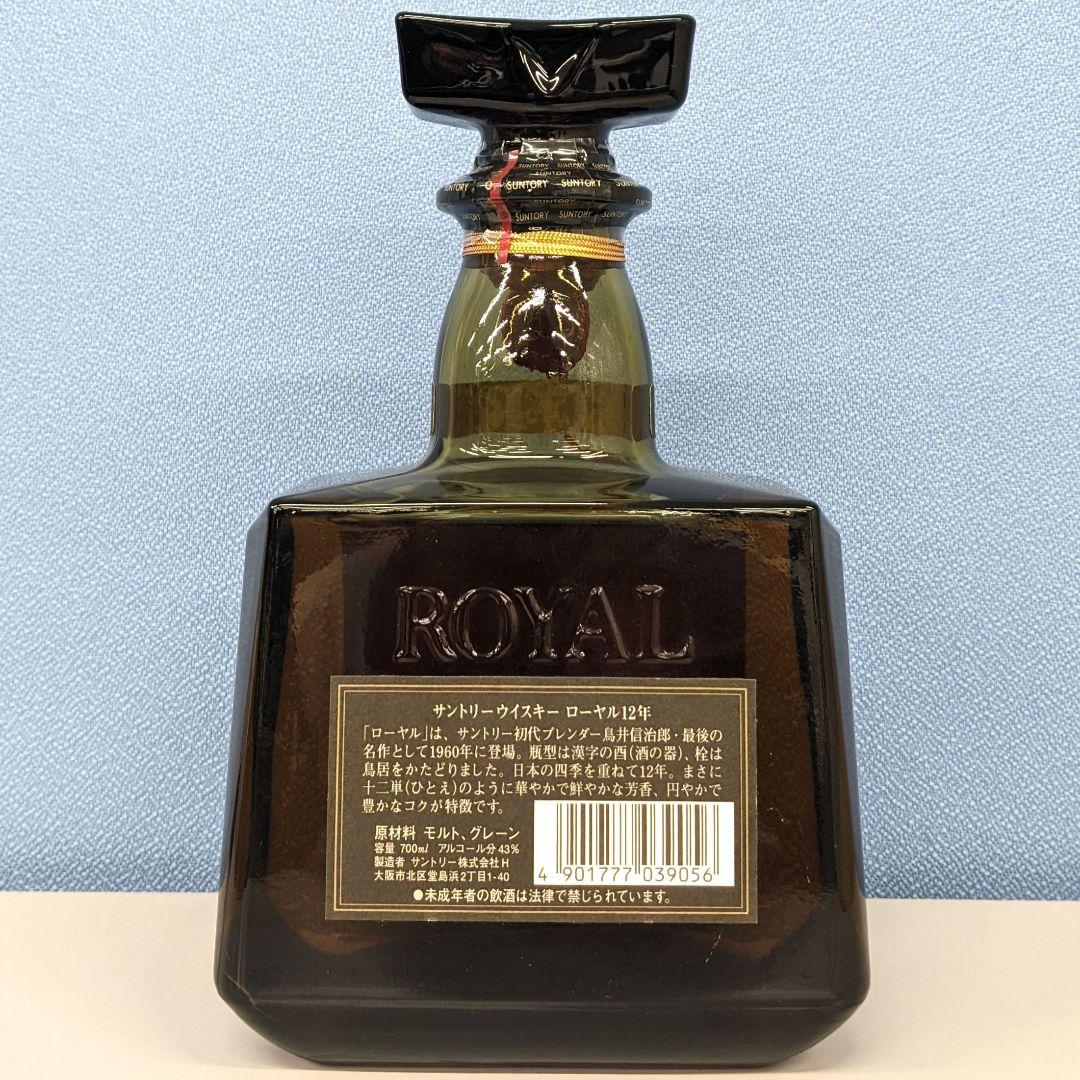 SUNTORY SUNTORY SUNTORY
SUNTORY
SUNTORY SUNTORY
SUNTORY
SUNTORY SUNTORY SUNTORY
ROYAL
サントリーウイスキー ローヤル12年
「ローヤル」は、サントリー初代ブレンダー鳥井信治郎・最後の
名作として1960年に登場。瓶型は漢字の酉(酒の器)、栓は
鳥居をかたどりました。日本の四季を重ねて12年。まさに
十二単(ひとえ)のように華やかで鮮やかな芳香、円やかで
豊かなコクが特徴です。
原材料 モルト、グレーン
容量 700ml アルコール分43%
製造者 サントリー株式会社H
大阪市北区堂島浜2丁目1-40
4 901777 039056
●未成年者の飲酒は法律で禁じられています。